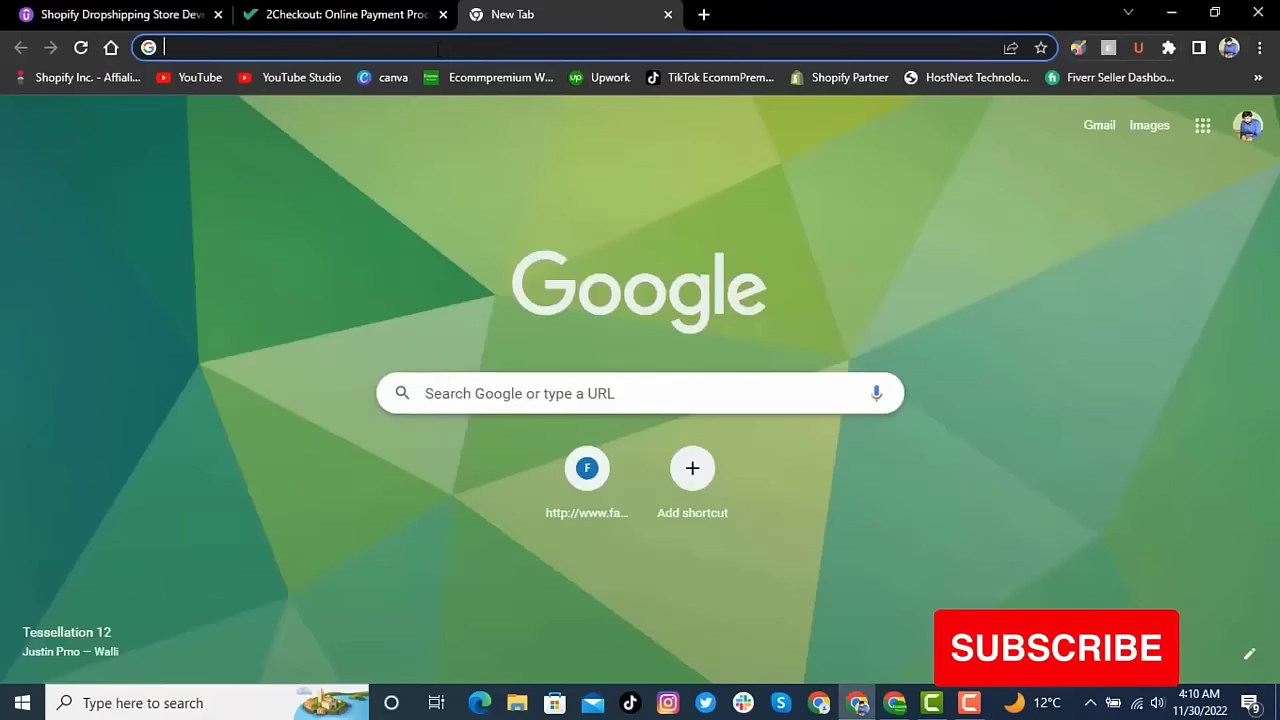 Shopify Dropshipping Store Deve
2Checkout: Online Payment Proc
New Tab
Shopify Inc. - Affiali...
YouTube
YouTube Studio
canva
Ecommpremium W...
Upwork
TikTok EcommPrem...
Shopify Partner
HostNext Technolo...
Fiverr Seller Dashbo...
Gmail
Images
Google
Search Google or type a URL
F
http://www.fa...
Add shortcut
Tessellation 12
Justin Prno — Walli
SUBSCRIBE
Type here to search
12°C
4:10 AM
11/30/2022
9